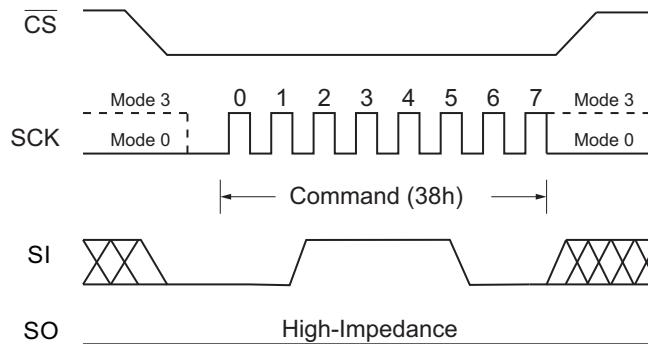 CS
Mode 3 0 1 2 3 4 5 6 7 Mode 3
SCK Mode 0 Mode 0
Command (38h)
SI
High-Impedance
SO